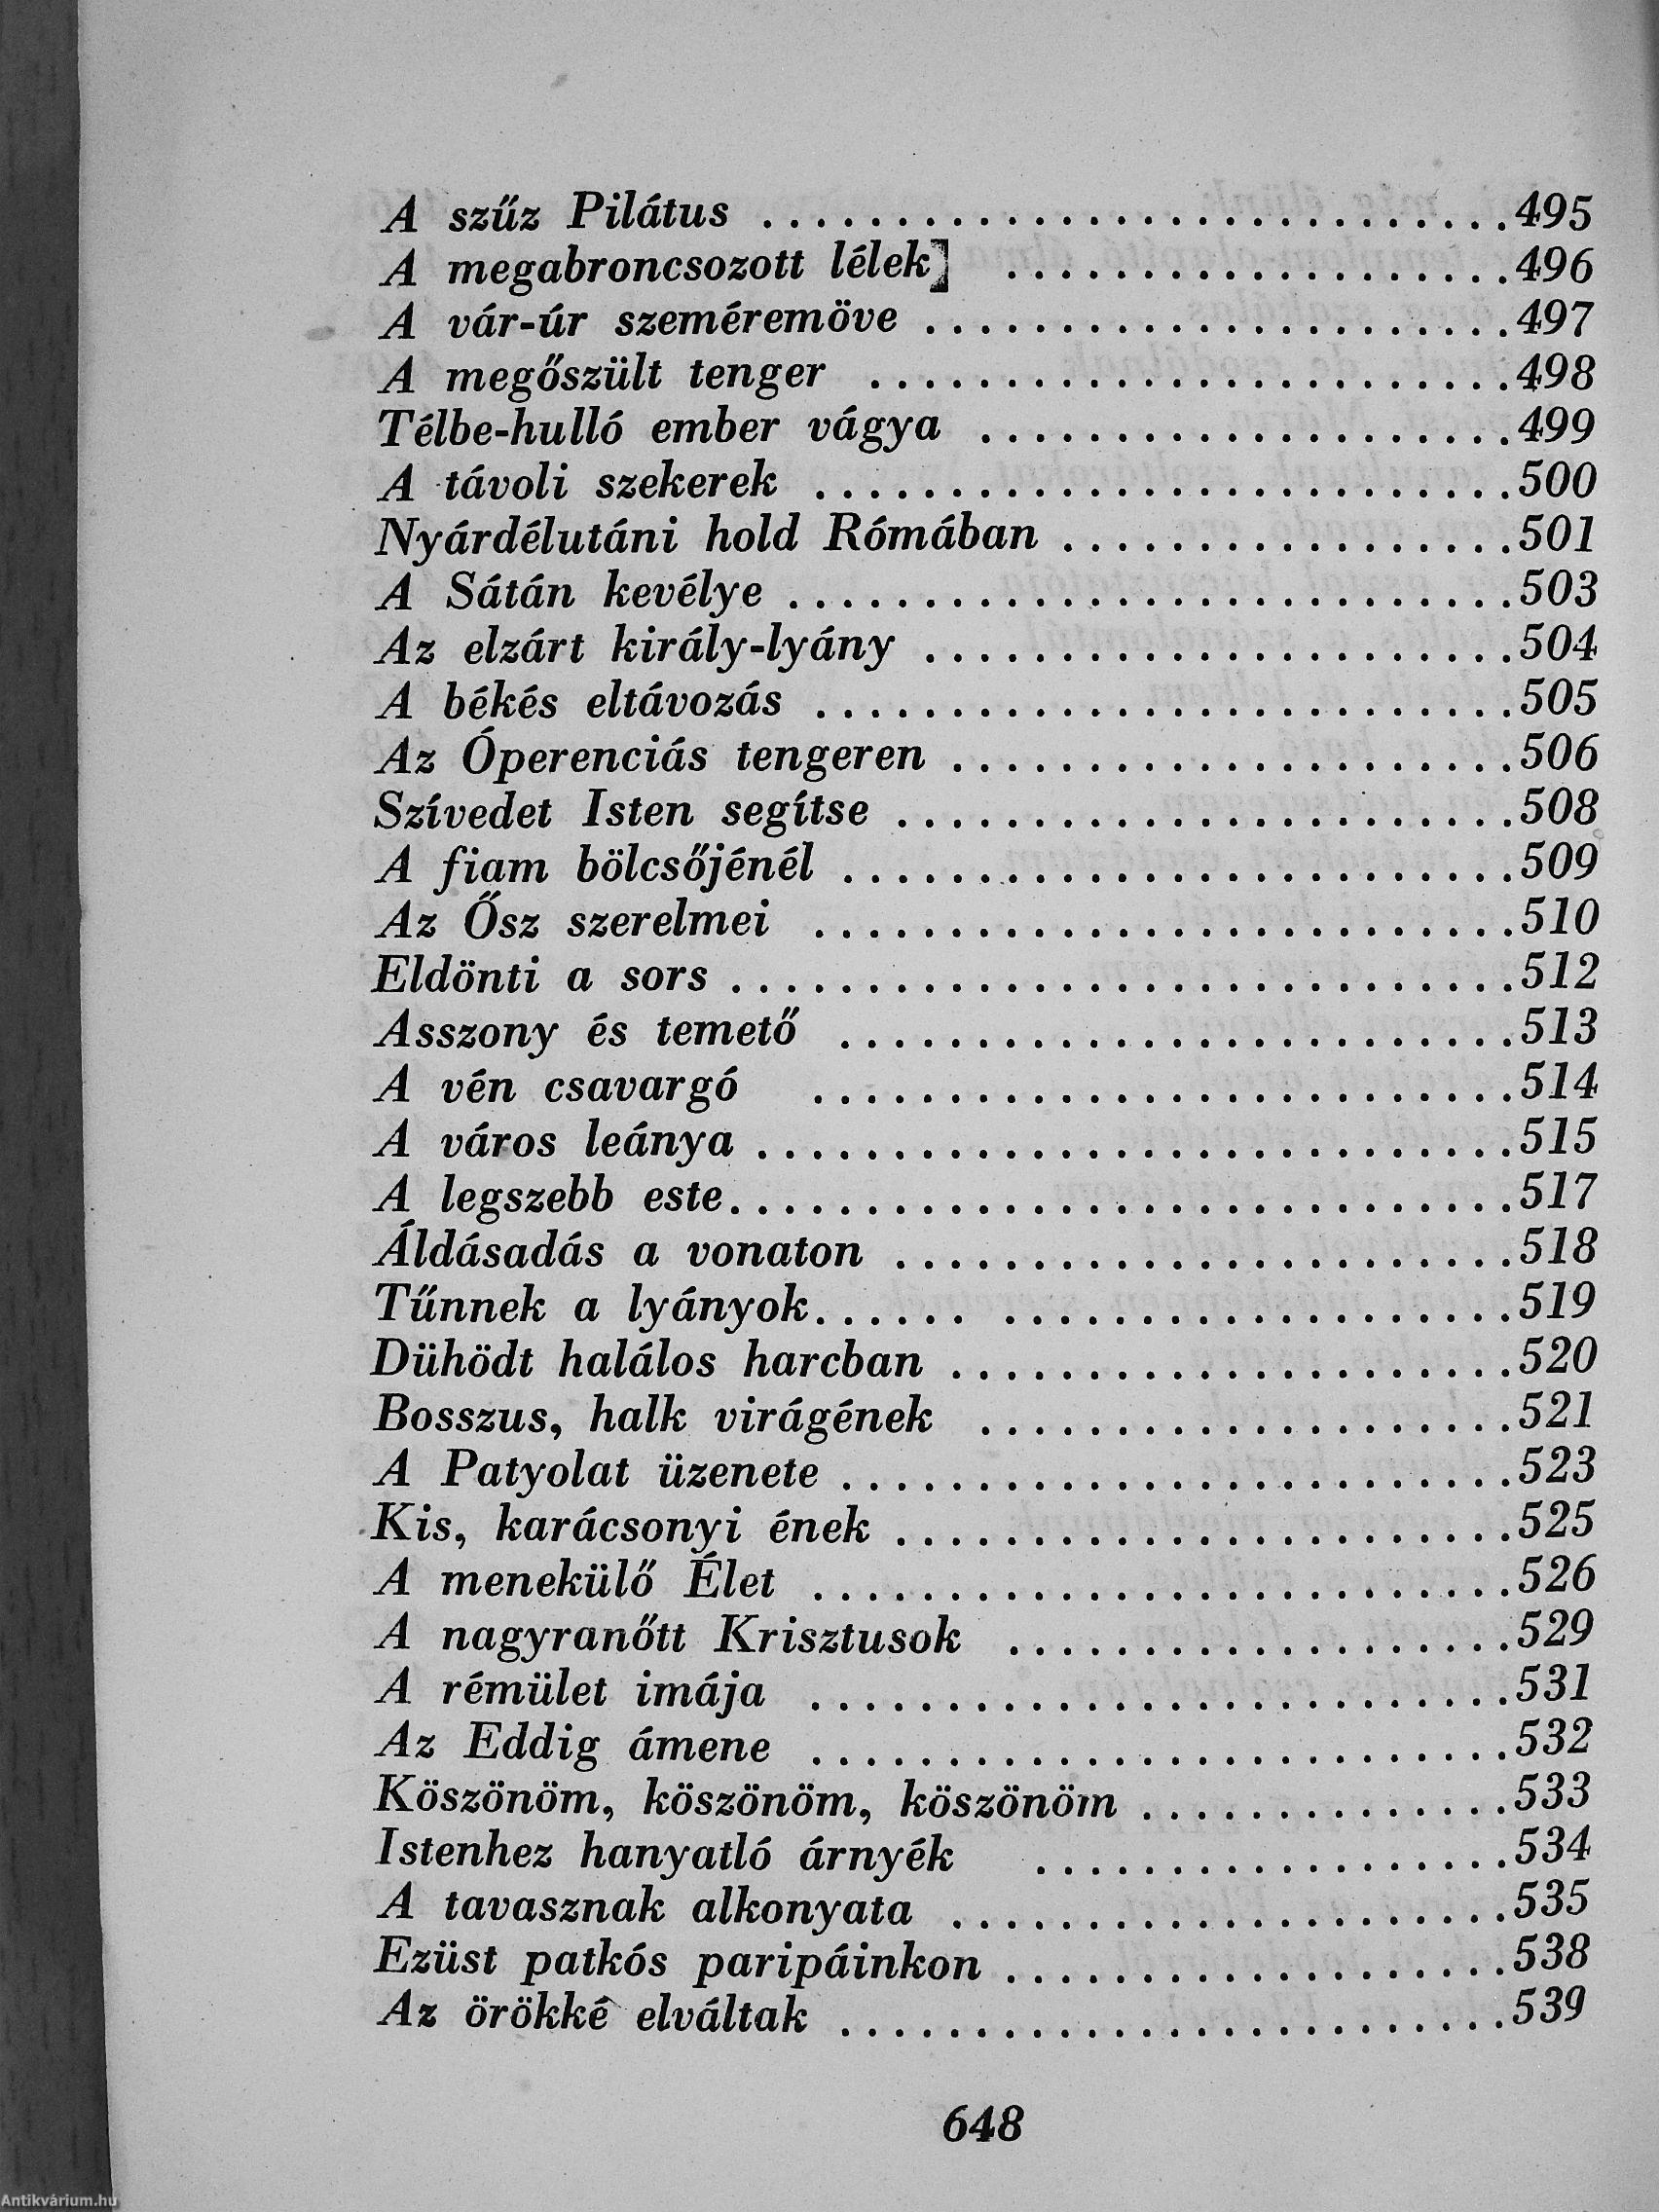 A szűz Pilátus ............................ 495
A megabroncsozott lélek] ................... 496
A vár-úr szeméremöve ...................... 497
A megőszült tenger ........................ 498
Télbe-hulló ember vágya .................... 499
A távoli szekerek .......................... 500
Nyárdélutáni hold Rómában ................. 501
A Sátán kevélye ........................... 503
Az elzárt király-lyány ...................... 504
A békés eltávozás .......................... 505
Az Óperenciás tengeren ..................... 506
Szívedet Isten segítse ....................... 508
A fiam bölcsőjénél ......................... 509
Az Ősz szerelmei .......................... 510
Eldönti a sors ............................. 512
Asszony és temető ......................... 513
A vén csavargó .......................... 514
A város leánya ............................ 515
A legszebb este............................. 517
Áldásadás a vonaton ....................... 518
Tűnnek a lyányok...... ................... 519
Dühödt halálos harcban ..................... 520
Bosszus, halk virágének .................... 521
A Patyolat üzenete ......................... 523
Kis, karácsonyi ének ....................... 525
A menekülő Élet .......................... 526
A nagyranőtt Krisztusok ................... 529
A rémület imája .......................... 531
Az Eddig ámene .......................... 532
Köszönöm, köszönöm, köszönöm .............. 533
Istenhez hanyatló árnyék .................. 534
A tavasznak alkonyata ..................... 535
Ezüst patkós paripáinkon ................... 538
Az örökké elváltak ......................... 539
648
Antikvárium.hu